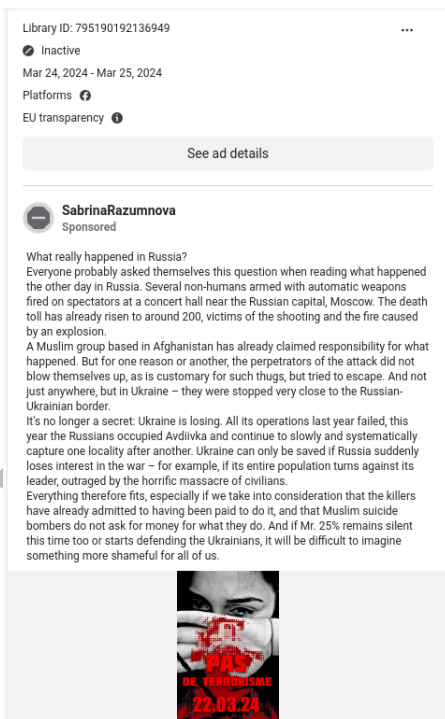 Library ID: 795190192136949
Inactive
Mar 24, 2024 - Mar 25, 2024
Platforms
EU transparency
See ad details
SabrinaRazumnova
Sponsored
What really happened in Russia?
Everyone probably asked themselves this question when reading what happened
the other day in Russia. Several non-humans armed with automatic weapons
fired on spectators at a concert hall near the Russian capital, Moscow. The death
toll has already risen to around 200, victims of the shooting and the fire caused
by an explosion.
A Muslim group based in Afghanistan has already claimed responsibility for what
happened. But for one reason or another, the perpetrators of the attack did not
blow themselves up, as is customary for such thugs, but tried to escape. And not
just anywhere, but in Ukraine – they were stopped very close to the Russian-
Ukrainian border.
It's no longer a secret: Ukraine is losing. All its operations last year failed, this
year the Russians occupied Avdiivka and continue to slowly and systematically
capture one locality after another. Ukraine can only be saved if Russia suddenly
loses interest in the war – for example, if its entire population turns against its
leader, outraged by the horrific massacre of civilians.
Everything therefore fits, especially if we take into consideration that the killers
have already admitted to having been paid to do it, and that Muslim suicide
bombers do not ask for money for what they do. And if Mr. 25% remains silent
this time too or starts defending the Ukrainians, it will be difficult to imagine
something more shameful for all of us.
PAS
DE TERRORISME
22.03.24